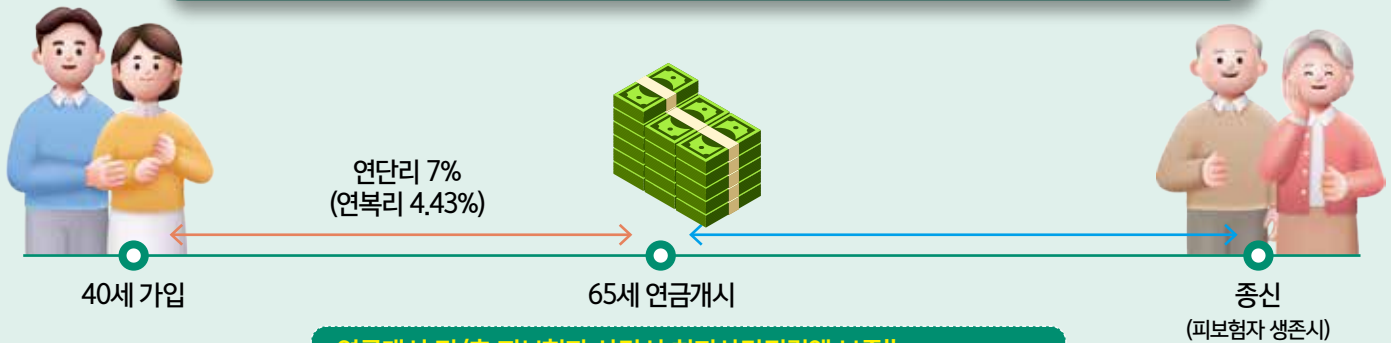 연단리 7%
(연복리 4.43%)
40세 가입
65세 연금개시
종신
(피보험자 생존시)